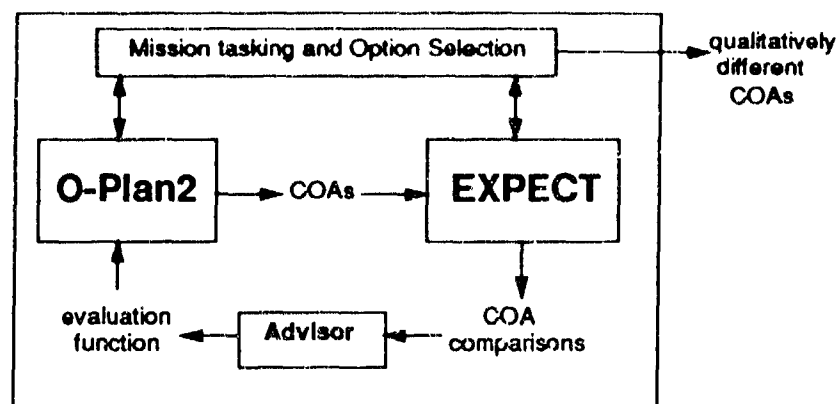 Mission tasking and Option Selection
qualitatively
different
COAs
O-Plan2
COAs
EXPECT
evaluation
function
Advisor
COA
comparisons